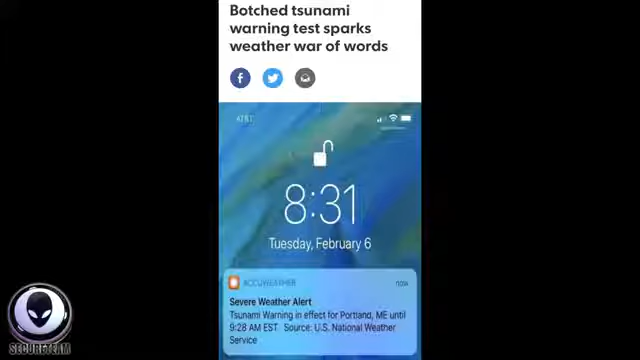 Botched tsunami
warning test sparks
weather war of words
AT&T
8:31
Tuesday, February 6
ACCUWEATHER
now
Severe Weather Alert
Tsunami Warning in effect for Portland, ME until
9:28 AM EST. Source: U.S. National Weather
Service
SECURETEAM